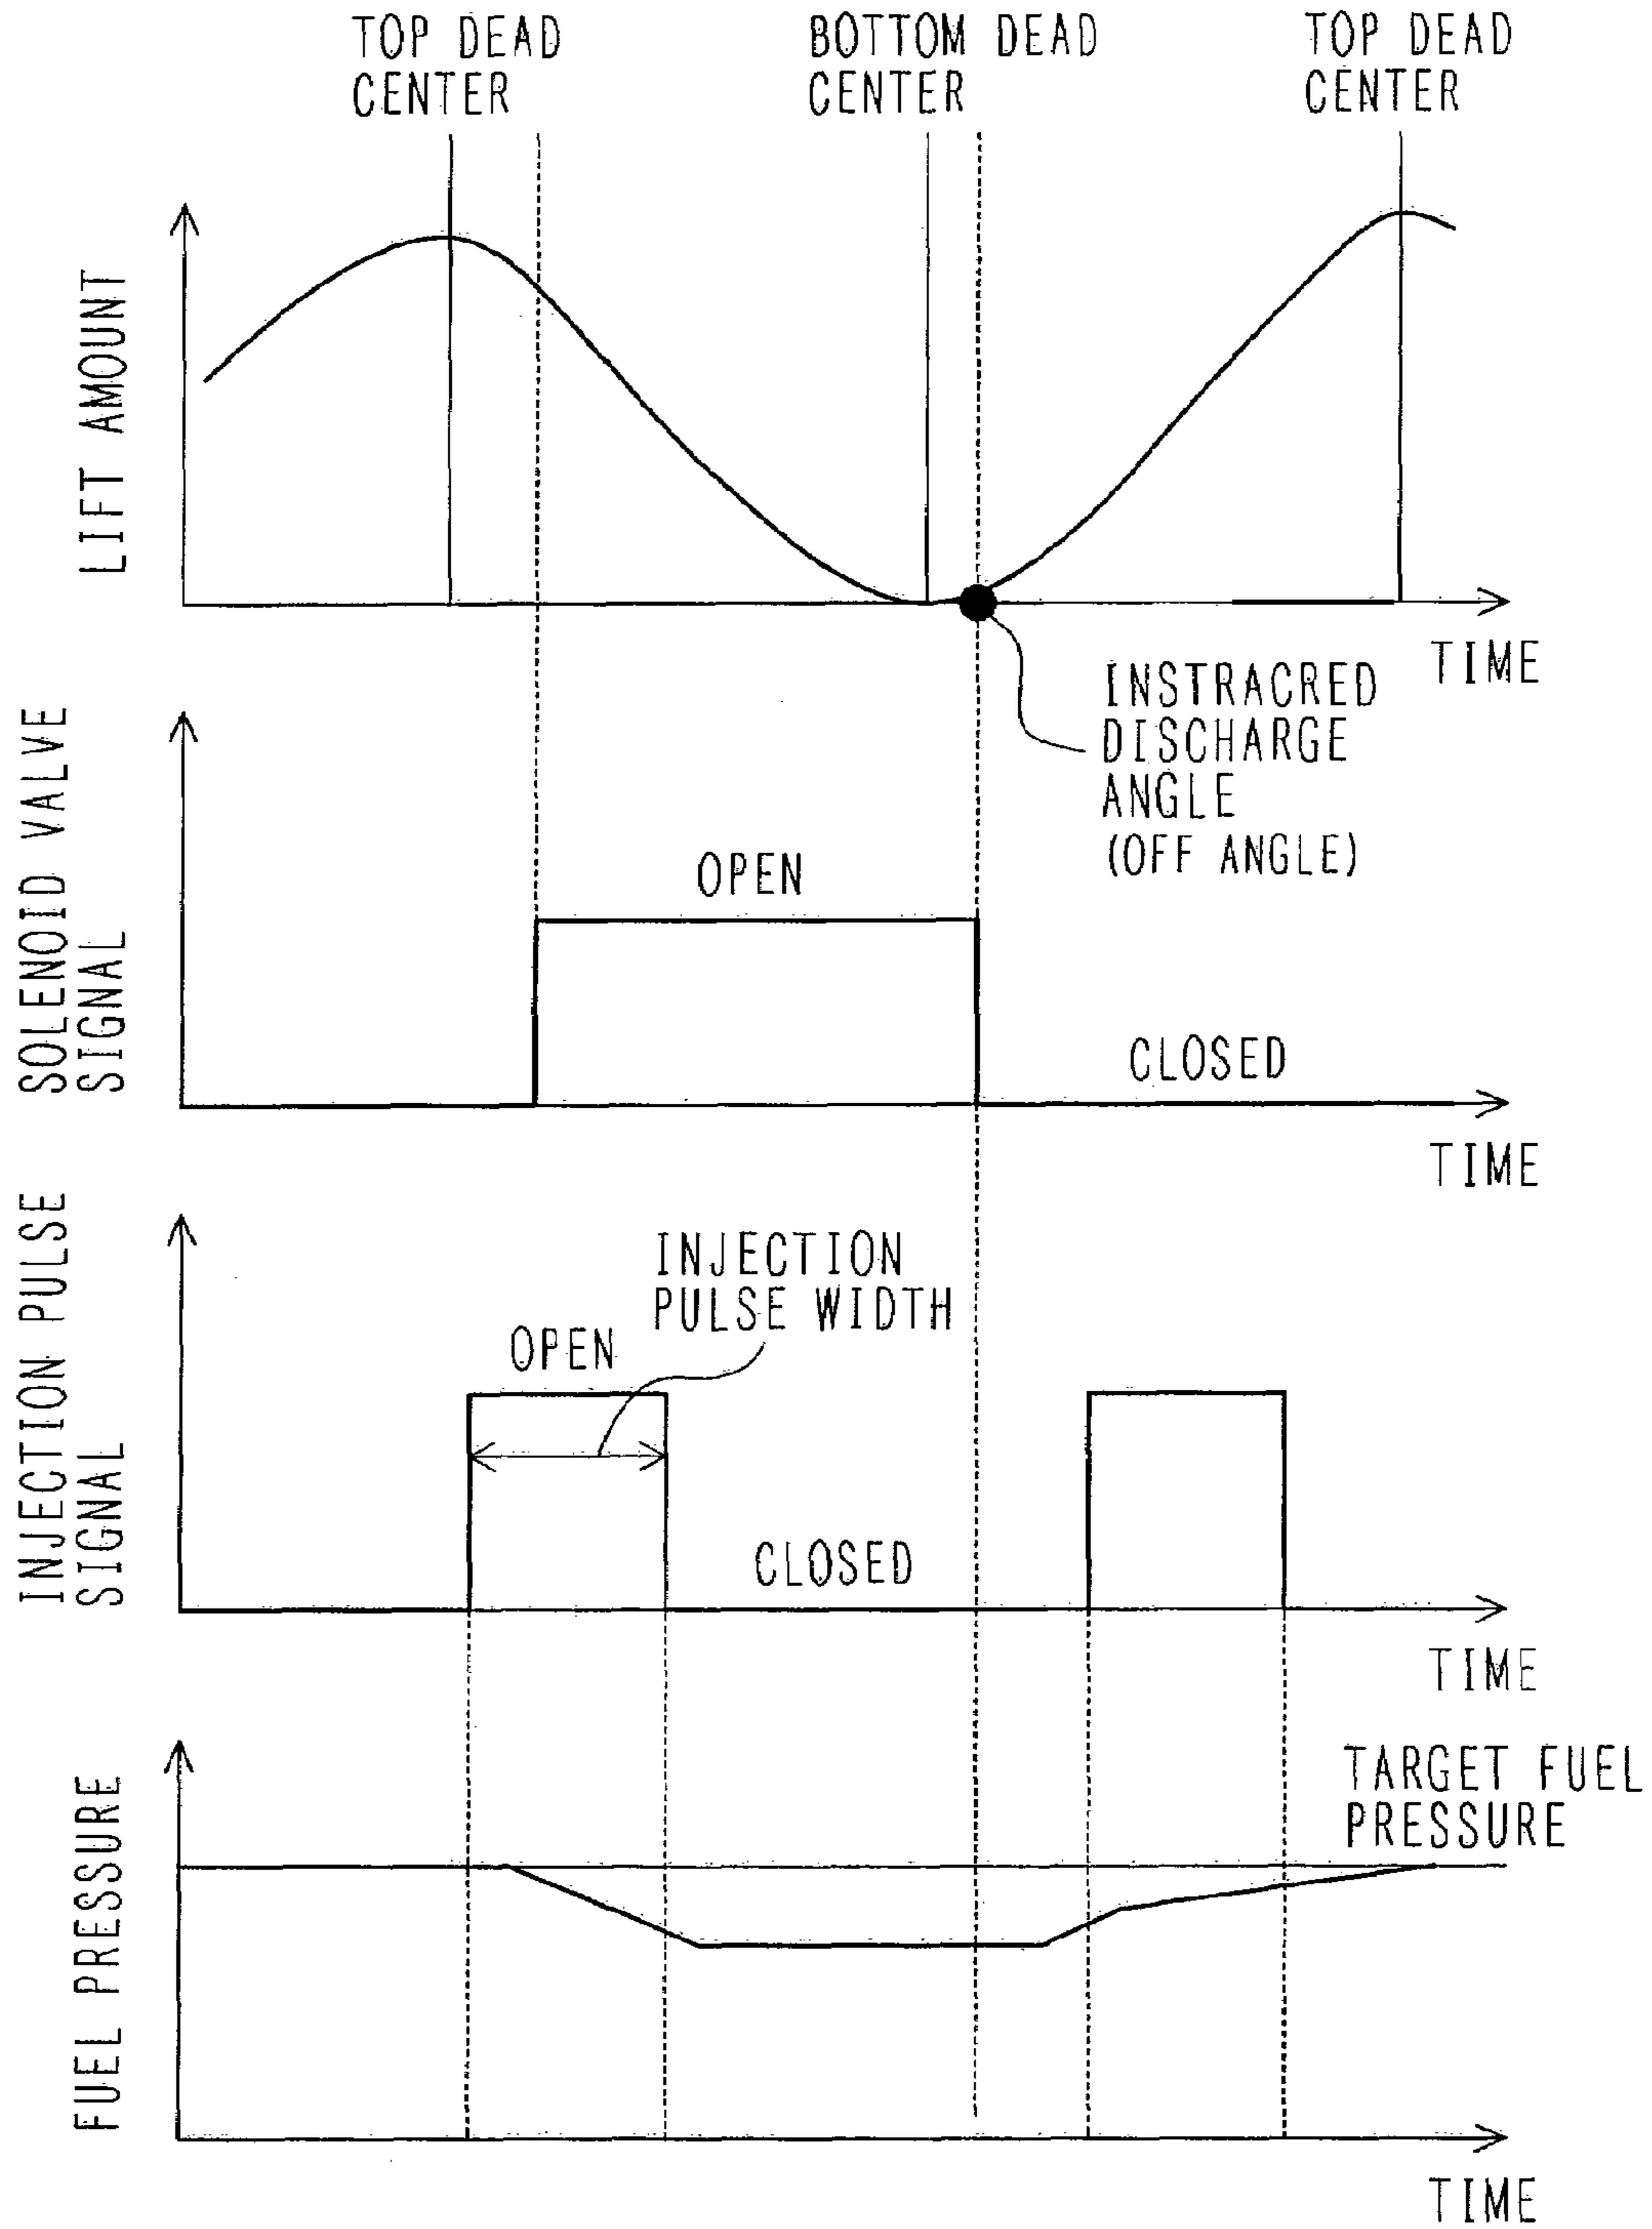 TOP DEAD
CENTER
BOTTOM DEAD
CENTER
TOP DEAD
CENTER
LIFT AMOUNT
TIME
INSTRACRED
DISCHARGE
ANGLE
(OFF ANGLE)
SOLENOID VALVE
SIGNAL
OPEN
CLOSED
TIME
INJECTION PULSE
SIGNAL
INJECTION
PULSE WIDTH
OPEN
CLOSED
TIME
FUEL PRESSURE
TARGET FUEL
PRESSURE
TIME